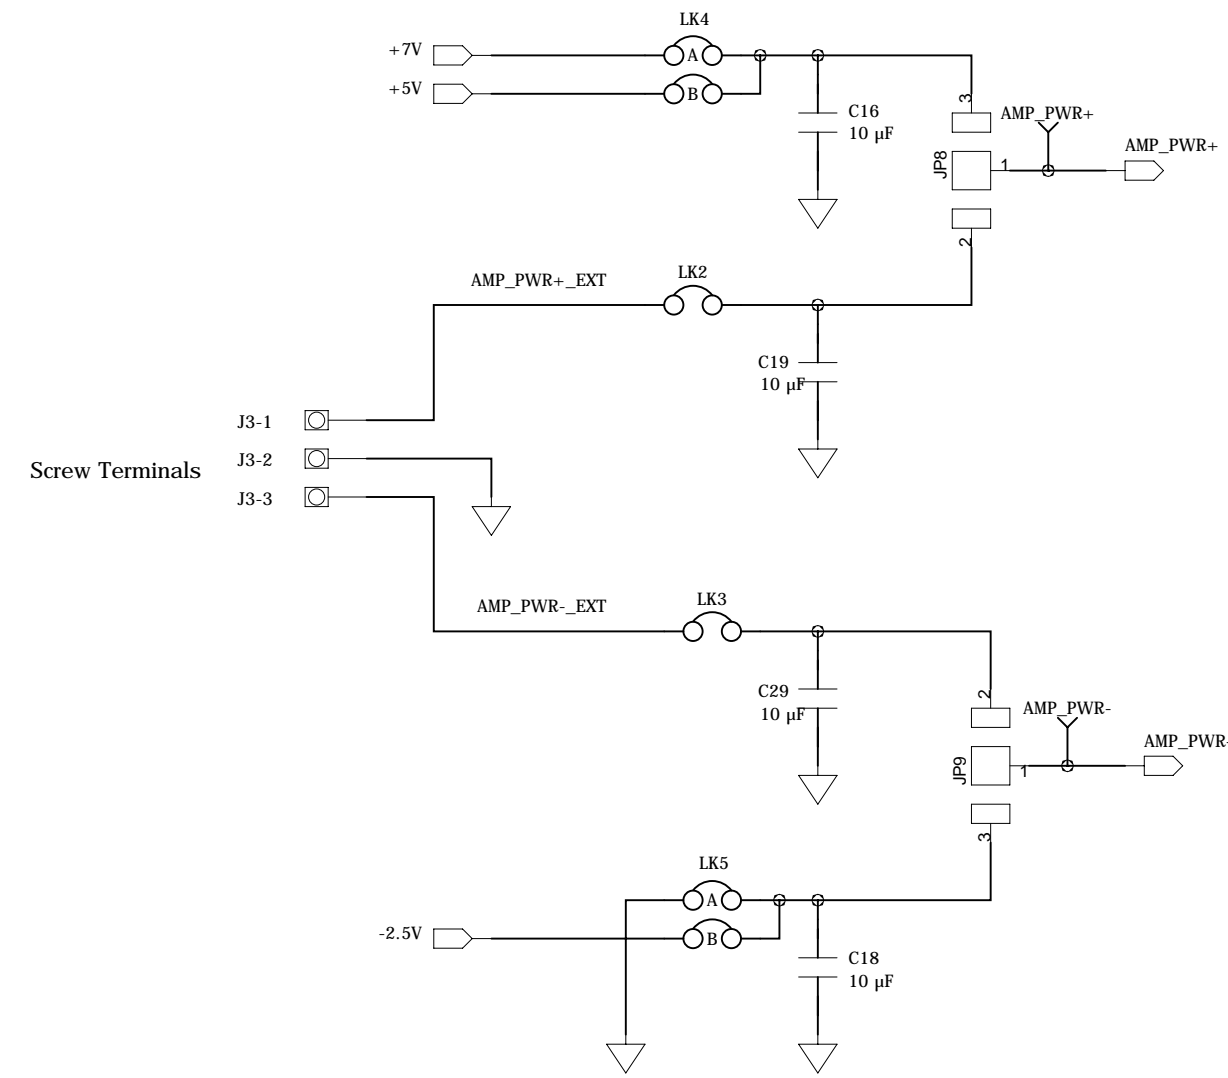 LK4
+7V
A
+5V
B
C16
10 µF
3
AMP_PWR+
JP8
1
AMP_PWR+
2
AMP_PWR+_EXT
LK2
C19
10 µF
J3-1
Screw Terminals
J3-2
J3-3
AMP_PWR-_EXT
LK3
C29
10 µF
2
AMP_PWR-
JP9
1
AMP_PWR-
3
LK5
A
-2.5V
B
C18
10 µF